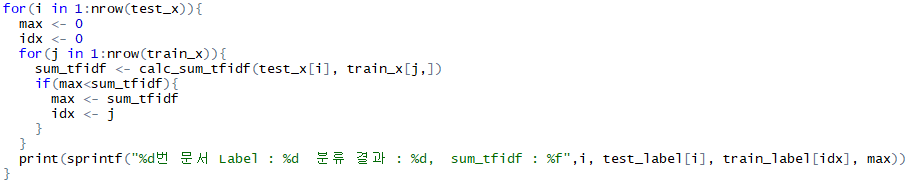 for(i in 1:nrow(test_x)){
  max <- 0
  idx <- 0
  for(j in 1:nrow(train_x)){
    sum_tfidf <- calc_sum_tfidf(test_x[i], train_x[j,])
    if(max<sum_tfidf){
      max <- sum_tfidf
      idx <- j
    }
  }
  print(sprintf("%d번 문서 Label : %d  분류 결과 : %d,  sum_tfidf : %f",i, test_label[i], train_label[idx], max))
}